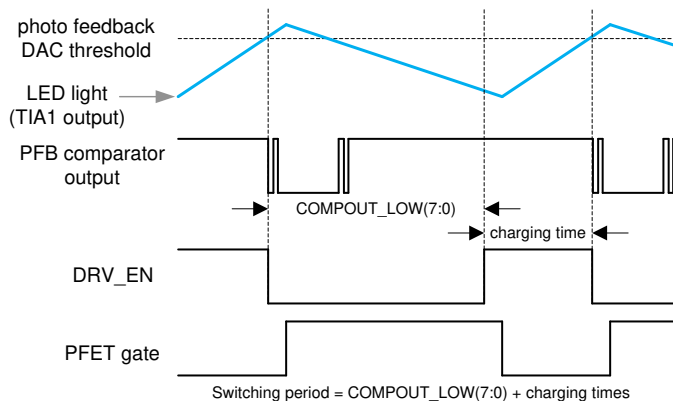 photo feedback
DAC threshold
LED light
(TIA1 output)
PFB comparator
output
COMPOUT_LOW(7:0)
charging time
DRV_EN
PFET gate
Switching period = COMPOUT_LOW(7:0) + charging times